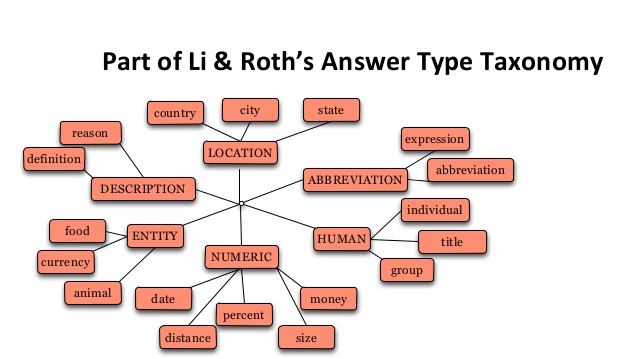 Part of Li & Roth's Answer Type Taxonomy
country
city
state
LOCATION
reason
definition
DESCRIPTION
expression
abbreviation
ABBREVIATION
food
currency
animal
ENTITY
individual
title
group
HUMAN
NUMERIC
date
distance
percent
size
money